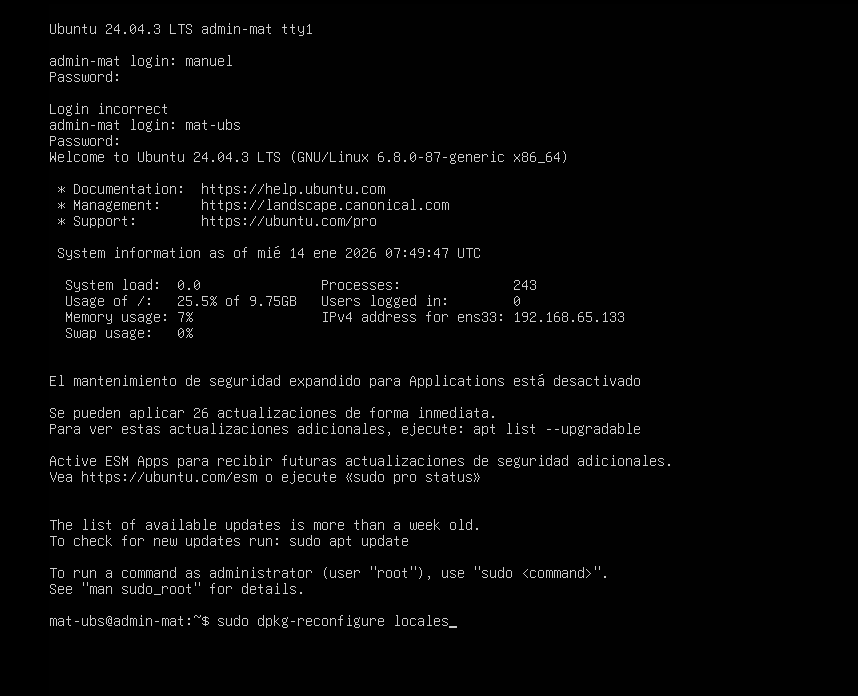 Ubuntu 24.04.3 LTS admin-mat tty1
admin-mat login: manuel
Password:
Login incorrect
admin-mat login: mat-ubs
Password:
Welcome to Ubuntu 24.04.3 LTS (GNU/Linux 6.8.0-87-generic x86_64)
* Documentation: https://help.ubuntu.com
* Management: https://landscape.canonical.com
* Support: https://ubuntu.com/pro
System information as of mié 14 ene 2026 07:49:47 UTC
System load: 0.0 Processes: 243
Usage of /: 25.5% of 9.75GB Users logged in: 0
Memory usage: 7% IPv4 address for ens33: 192.168.65.133
Swap usage: 0%
El mantenimiento de seguridad expandido para Applications está desactivado
Se pueden aplicar 26 actualizaciones de forma inmediata.
Para ver estas actualizaciones adicionales, ejecute: apt list --upgradable
Active ESM Apps para recibir futuras actualizaciones de seguridad adicionales.
Vea https://ubuntu.com/esm o ejecute «sudo pro status»
The list of available updates is more than a week old.
To check for new updates run: sudo apt update
To run a command as administrator (user "root"), use "sudo <command>".
See "man sudo_root" for details.
mat-ubs@admin-mat:~$ sudo dpkg-reconfigure locales_